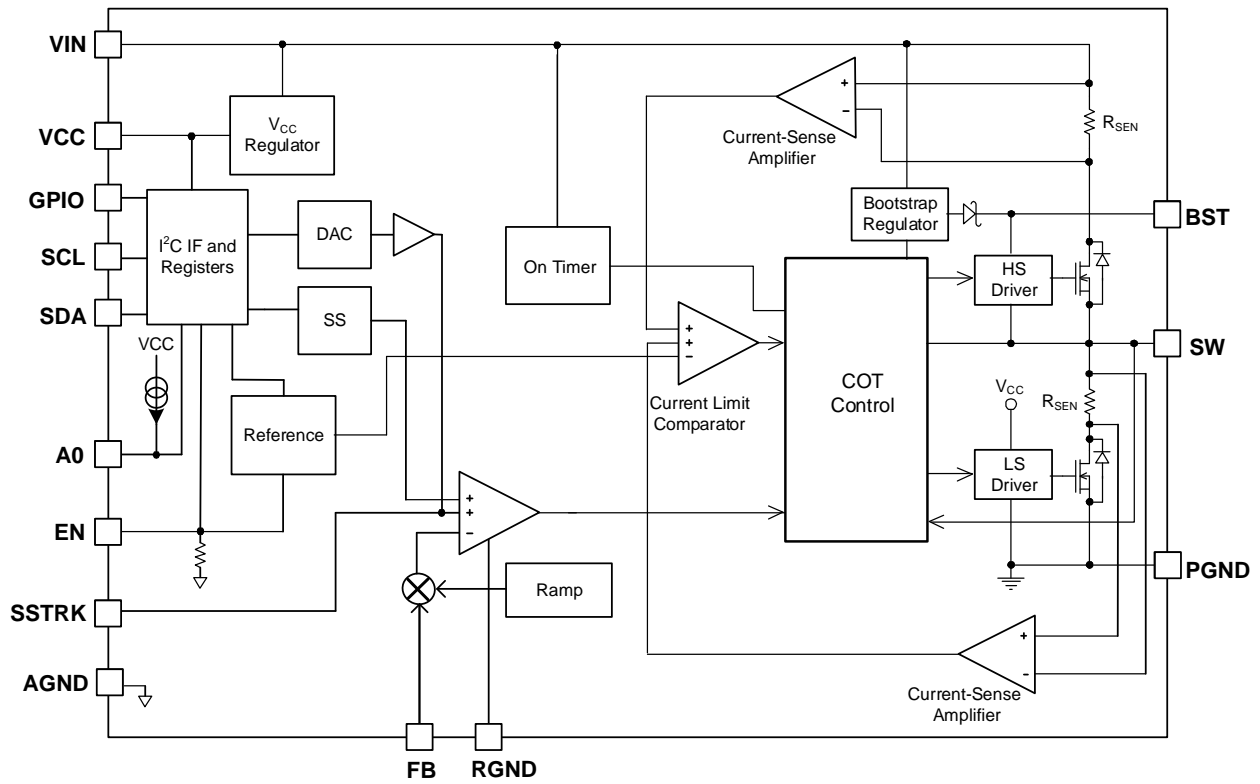 VIN
VCC
GPIO
SCL
SDA
A0
EN
SSTRK
AGND
VCC
Regulator
I2C IF and
Registers
DAC
SS
VCC
Reference
On Timer
+
−
Current-Sense
Amplifier
RSEN
Bootstrap
Regulator
BST
HS
Driver
+
+
−
Current Limit
Comparator
COT
Control
SW
VCC
RSEN
LS
Driver
+
+
−
Ramp
PGND
+
−
Current-Sense
Amplifier
FB
RGND